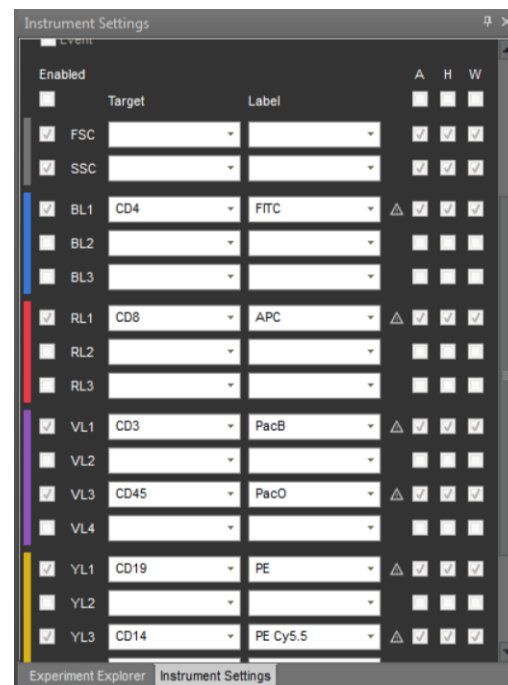 Instrument Settings
Event
Enabled A H W
Target Label
FSC
SSC
BL1 CD4 FITC
BL2
BL3
RL1 CD8 APC
RL2
RL3
VL1 CD3 PacB
VL2
VL3 CD45 PacO
VL4
YL1 CD19 PE
YL2
YL3 CD14 PE Cy5.5
Experiment Explorer Instrument Settings